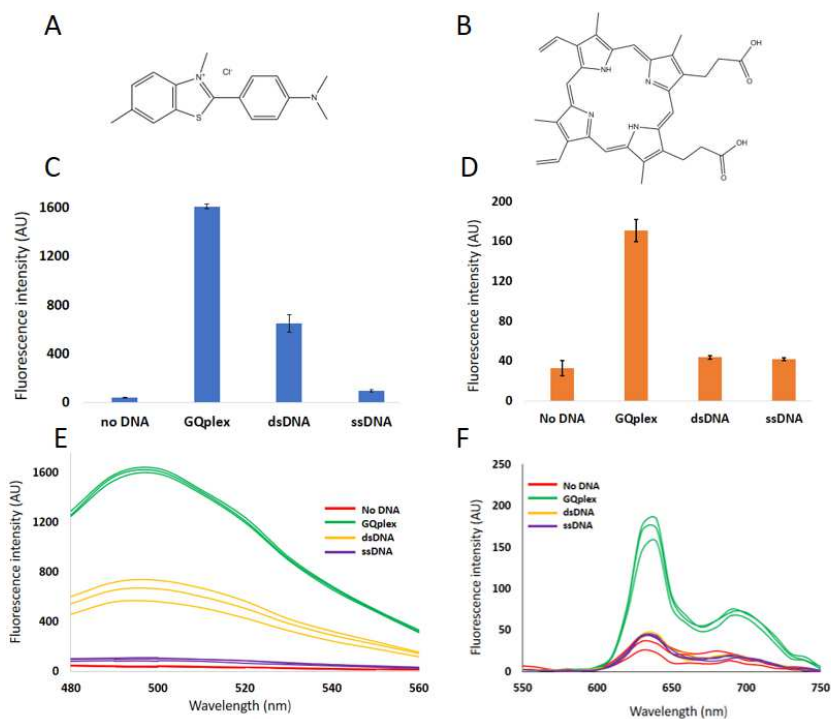 A
B
N⁺
Cl⁻
S
N
OH
O
NH
N
N
HN
OH
O
C
D
Fluorescence intensity (AU)
1600
1200
800
400
0
no DNA GQplex dsDNA ssDNA
Fluorescence intensity (AU)
200
160
120
80
40
0
No DNA GQplex dsDNA ssDNA
E
F
Fluorescence intensity (AU)
1600
1200
800
400
0
480 500 520 540 560
Wavelength (nm)
No DNA
GQplex
dsDNA
ssDNA
Fluorescence intensity (AU)
250
200
150
100
50
0
550 600 650 700 750
Wavelength (nm)
No DNA
GQplex
dsDNA
ssDNA